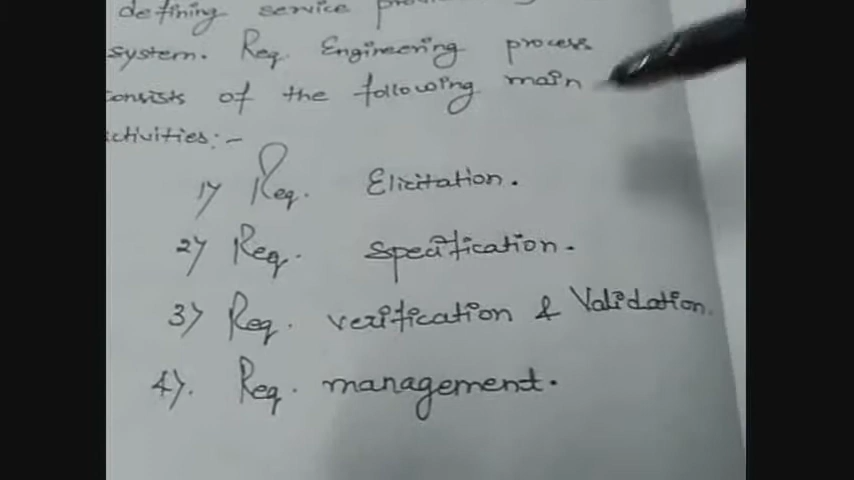 defining service
system. Req. Engineering process
consists of the following main
activities:-
1) Req. Elicitation.
2) Req. specification.
3) Req. verification & Validation.
4). Req. management.